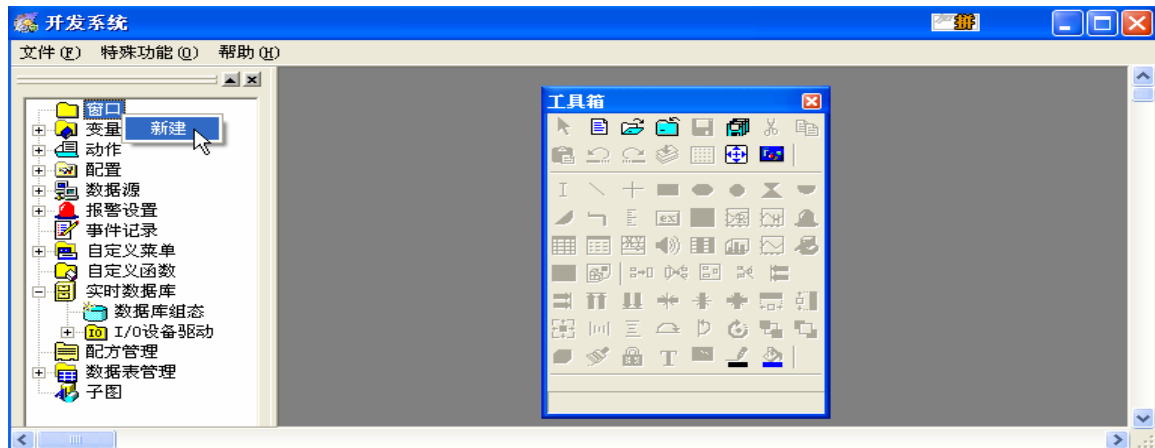 开发系统
拼
文件(F) 特殊功能(O) 帮助(H)
窗口
新建
变量
动作
配置
数据源
报警设置
事件记录
自定义菜单
自定义函数
实时数据库
数据库组态
I/O设备驱动
配方管理
数据表管理
子图
工具箱
ex
T